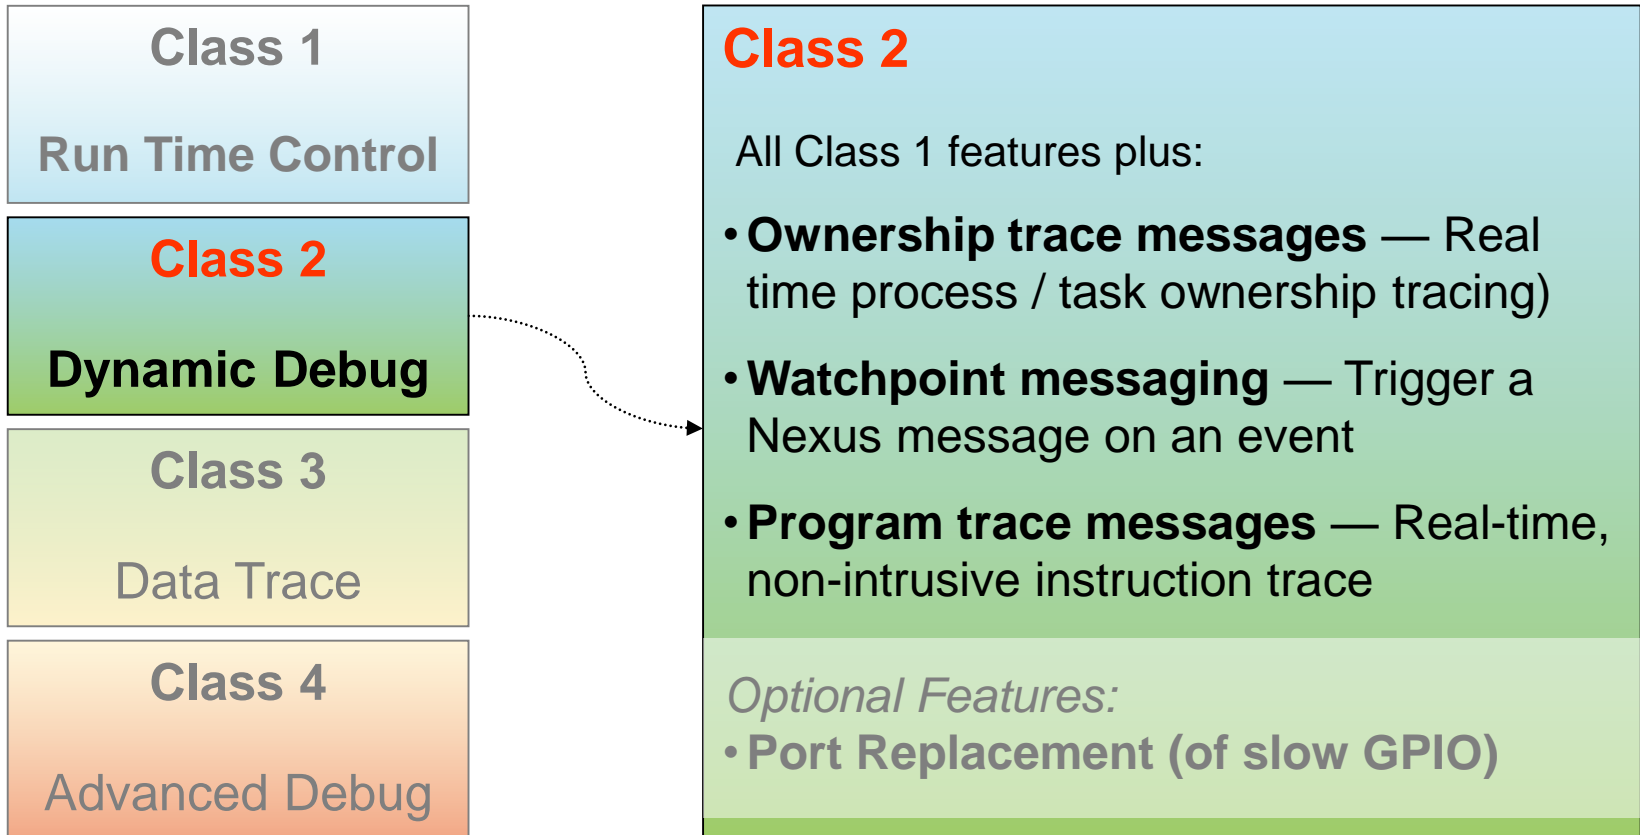 Class 1
Run Time Control
Class 2
Dynamic Debug
Class 3
Data Trace
Class 4
Advanced Debug
Class 2
All Class 1 features plus:
• Ownership trace messages — Real
time process / task ownership tracing)
• Watchpoint messaging — Trigger a
Nexus message on an event
• Program trace messages — Real-time,
non-intrusive instruction trace
Optional Features:
• Port Replacement (of slow GPIO)